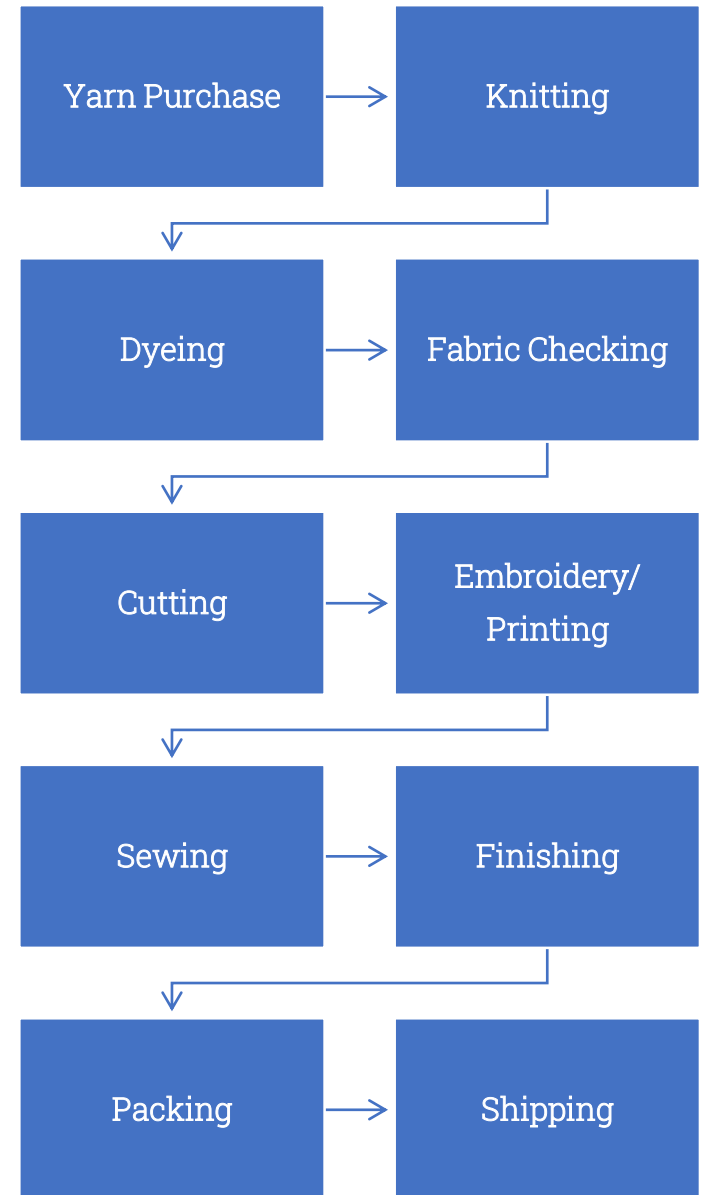 Yarn Purchase
Knitting
Dyeing
Fabric Checking
Cutting
Embroidery/
Printing
Sewing
Finishing
Packing
Shipping